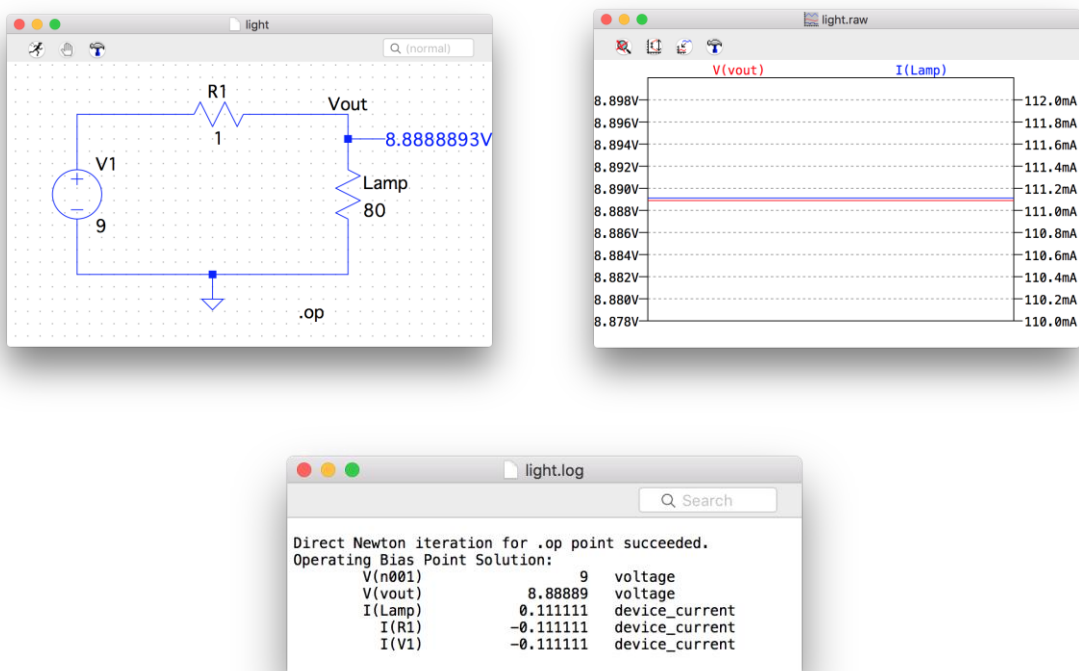 light
(normal)
R1
1
Vout
8.8888893V
V1
9
Lamp
80
.op
light.raw
V(vout) I(Lamp)
8.898V 112.0mA
8.896V 111.8mA
8.894V 111.6mA
8.892V 111.4mA
8.890V 111.2mA
8.888V 111.0mA
8.886V 110.8mA
8.884V 110.6mA
8.882V 110.4mA
8.880V 110.2mA
8.878V 110.0mA
light.log
Search
Direct Newton iteration for .op point succeeded.
Operating Bias Point Solution:
V(n001) 9 voltage
V(vout) 8.88889 voltage
I(Lamp) 0.111111 device_current
I(R1) -0.111111 device_current
I(V1) -0.111111 device_current